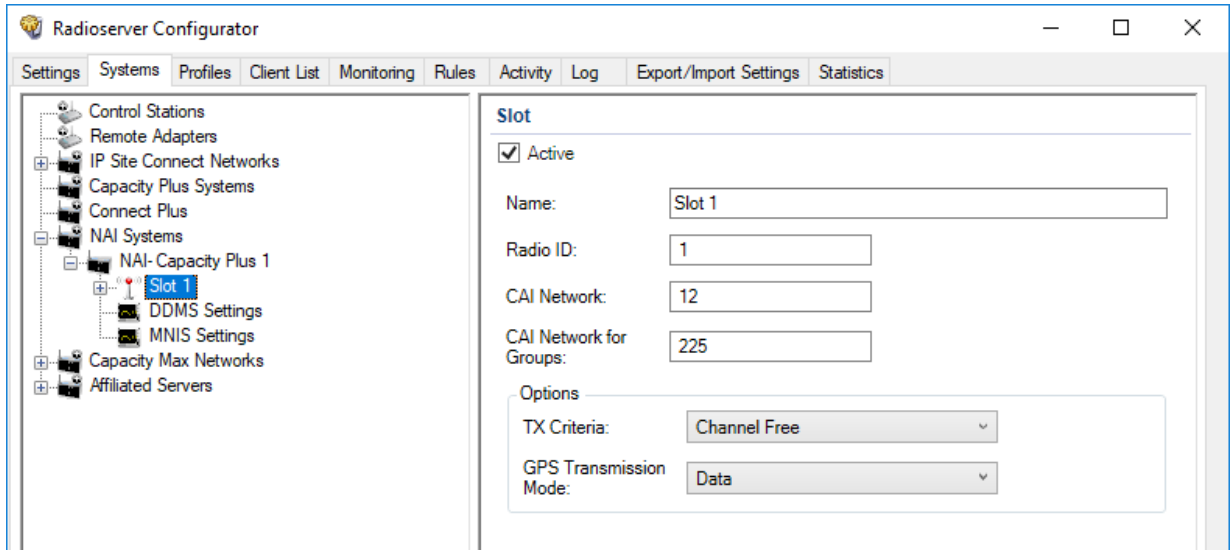 Radioserver Configurator
Settings Systems Profiles Client List Monitoring Rules Activity Log Export/Import Settings Statistics
Control Stations
Remote Adapters
IP Site Connect Networks
Capacity Plus Systems
Connect Plus
NAI Systems
NAI- Capacity Plus 1
Slot 1
DDMS Settings
MNIS Settings
Capacity Max Networks
Affiliated Servers
Slot
Active
Name: Slot 1
Radio ID: 1
CAI Network: 12
CAI Network for
Groups: 225
Options
TX Criteria: Channel Free
GPS Transmission
Mode: Data